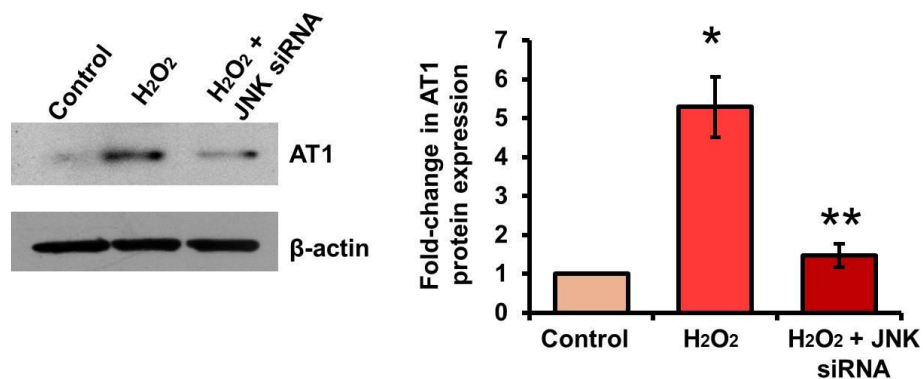 Control
H2O2
H2O2 +
JNK siRNA
AT1
β-actin
Fold-change in AT1
protein expression
7
6
5
4
3
2
1
0
*
**
Control
H2O2
H2O2 + JNK
siRNA